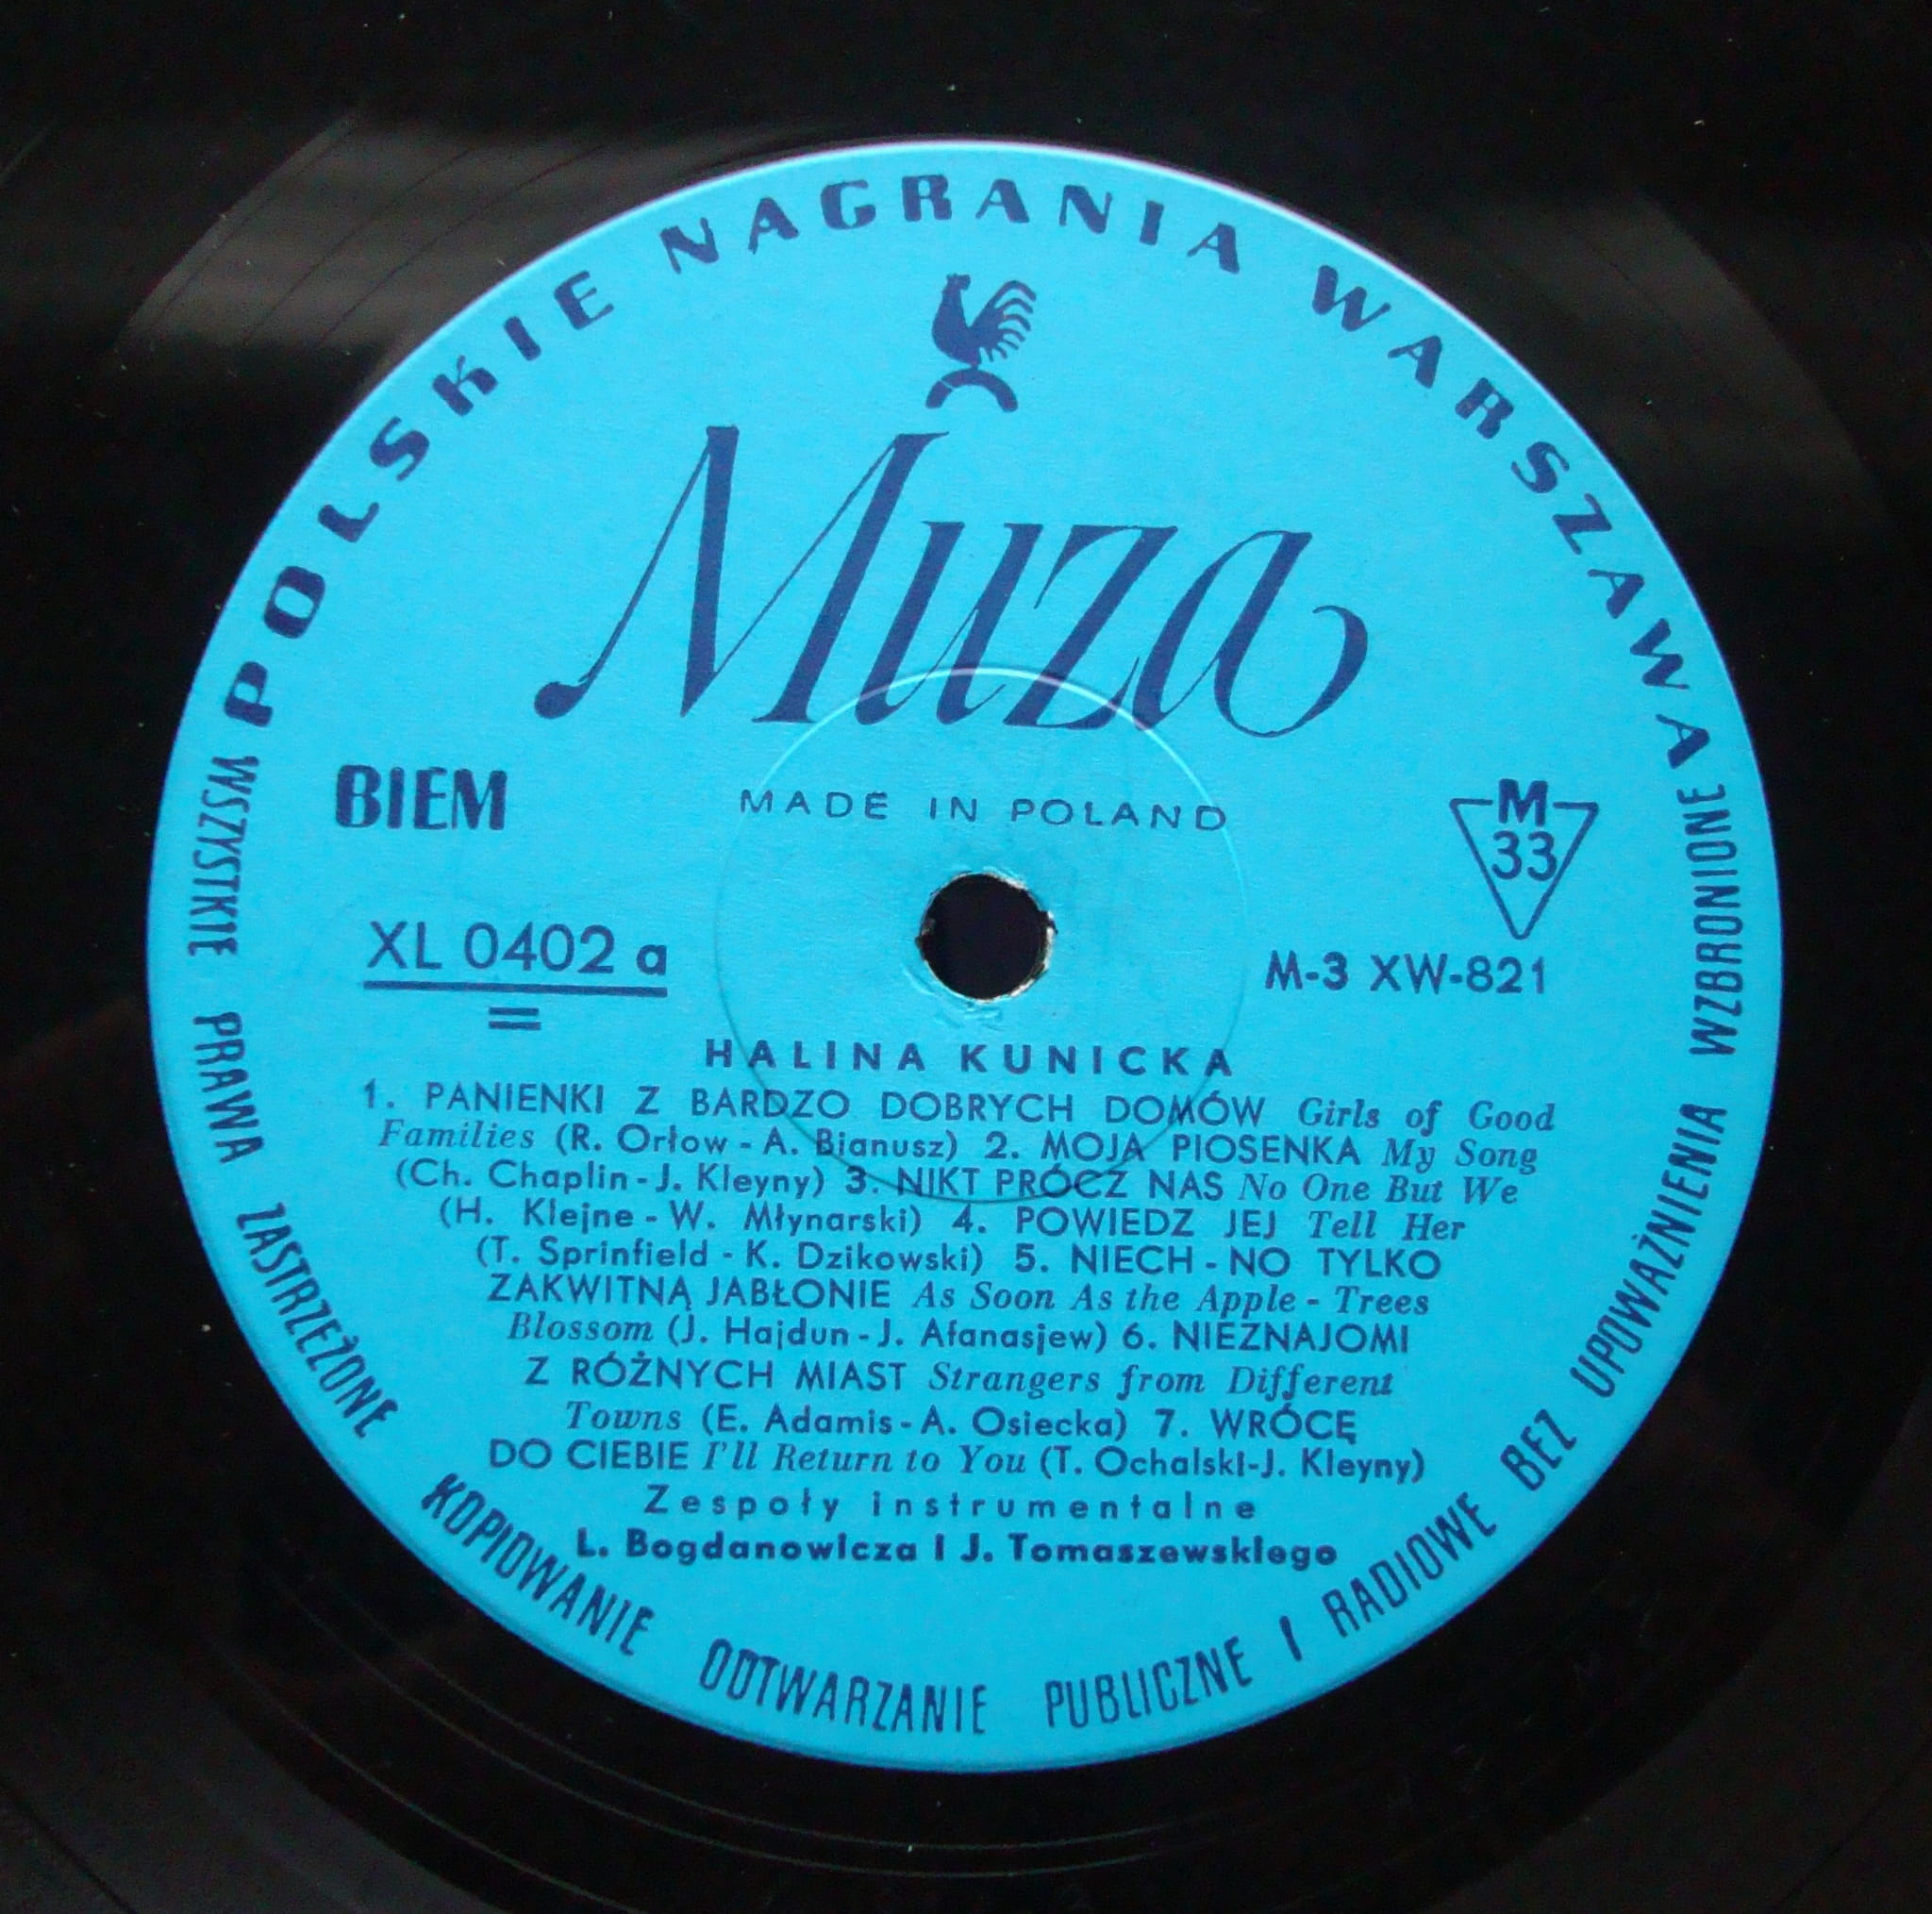 POLSKIE NAGRANIA WARSZAWA
Muza
BIEM
MADE IN POLAND
M
33
XL 0402 a
=
M-3 XW-821
HALINA KUNICKA
1. PANIENKI Z BARDZO DOBRYCH DOMÓW Girls of Good
Families (R. Orłow - A. Bianusz) 2. MOJA PIOSENKA My Song
(Ch. Chaplin - J. Kleyny) 3. NIKT PRÓCZ NAS No One But We
(H. Klejne - W. Młynarski) 4. POWIEDZ JEJ Tell Her
(T. Sprinfield - K. Dzikowski) 5. NIECH - NO TYLKO
ZAKWITNĄ JABŁONIE As Soon As the Apple - Trees
Blossom (J. Hajdun - J. Afanasjew) 6. NIEZNAJOMI
Z RÓŻNYCH MIAST Strangers from Different
Towns (E. Adamis - A. Osiecka) 7. WRÓCĘ
DO CIEBIE I'll Return to You (T. Ochalski-J. Kleyny)
Zespoły instrumentalne
L. Bogdanowicza i J. Tomaszewskiego
WSZYSTKIE PRAWA ZASTRZEŻONE KOPIOWANIE ODTWARZANIE PUBLICZNE I RADIOWE BEZ UPOWAŻNIENIA WZBRONIONE